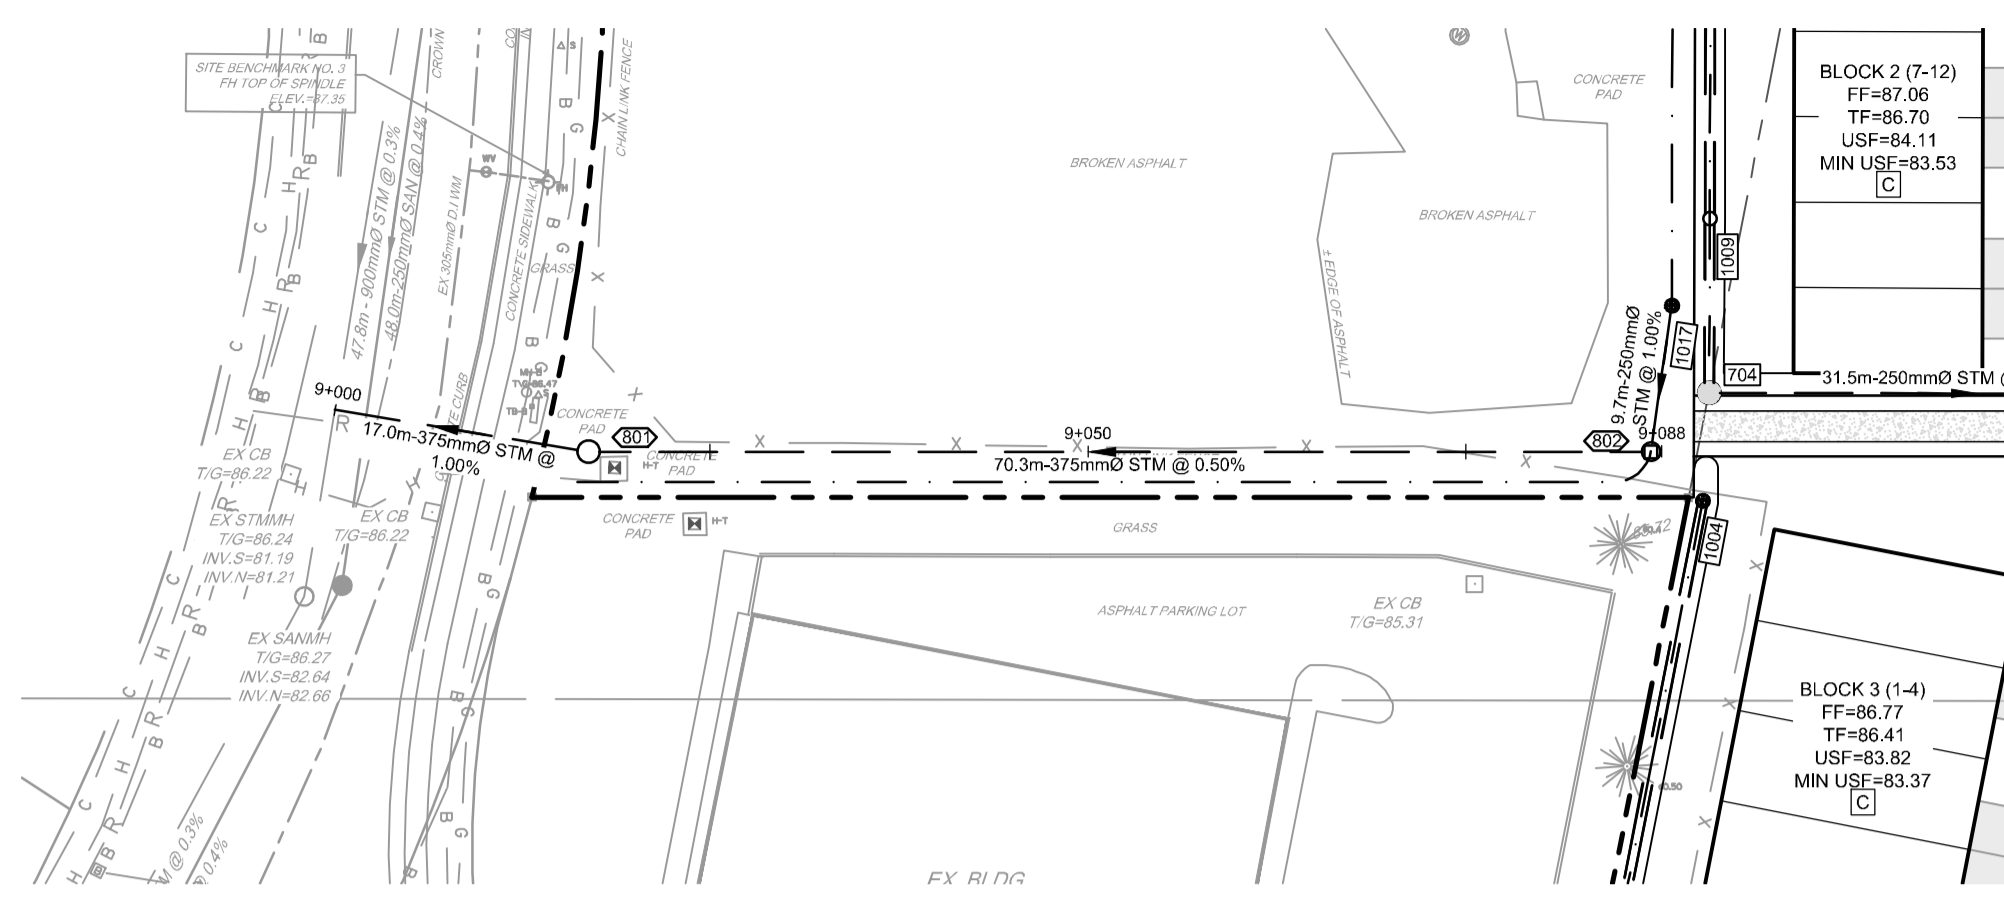 SITE BENCHMARK NO. 3
FH TOP OF SPINDLE
ELEV.=87.35
CROWN
CHAIN LINK FENCE
S
WV
FH
47.8m - 900mmØ STM @ 0.3%
48.0m-250mmØ SAN @ 0.4%
EX 305mmØ D.I WM
CONCRETE SIDEWALK
GRASS
BROKEN ASPHALT
BROKEN ASPHALT
± EDGE OF ASPHALT
CONCRETE
PAD
BLOCK 2 (7-12)
FF=87.06
TF=86.70
USF=84.11
MIN USF=83.53
C
1009
1017
9.7m-250mmØ
STM @ 1.00%
704
31.5m-250mmØ STM
9+000
17.0m-375mmØ STM @
1.00%
T/G=86.47
CONCRETE
PAD
801
CONCRETE
PAD
H-T
9+050
70.3m-375mmØ STM @ 0.50%
802
9+088
EX CB
T/G=86.22
EX STMMH
T/G=86.24
INV.S=81.19
INV.N=81.21
EX CB
T/G=86.22
CONCRETE
PAD
H-T
GRASS
1004
EX SANMH
T/G=86.27
INV.S=82.64
INV.N=82.66
ASPHALT PARKING LOT
EX CB
T/G=85.31
BLOCK 3 (1-4)
FF=86.77
TF=86.41
USF=83.82
MIN USF=83.37
C
M @ 0.3%
@ 0.4%
EX BLDG